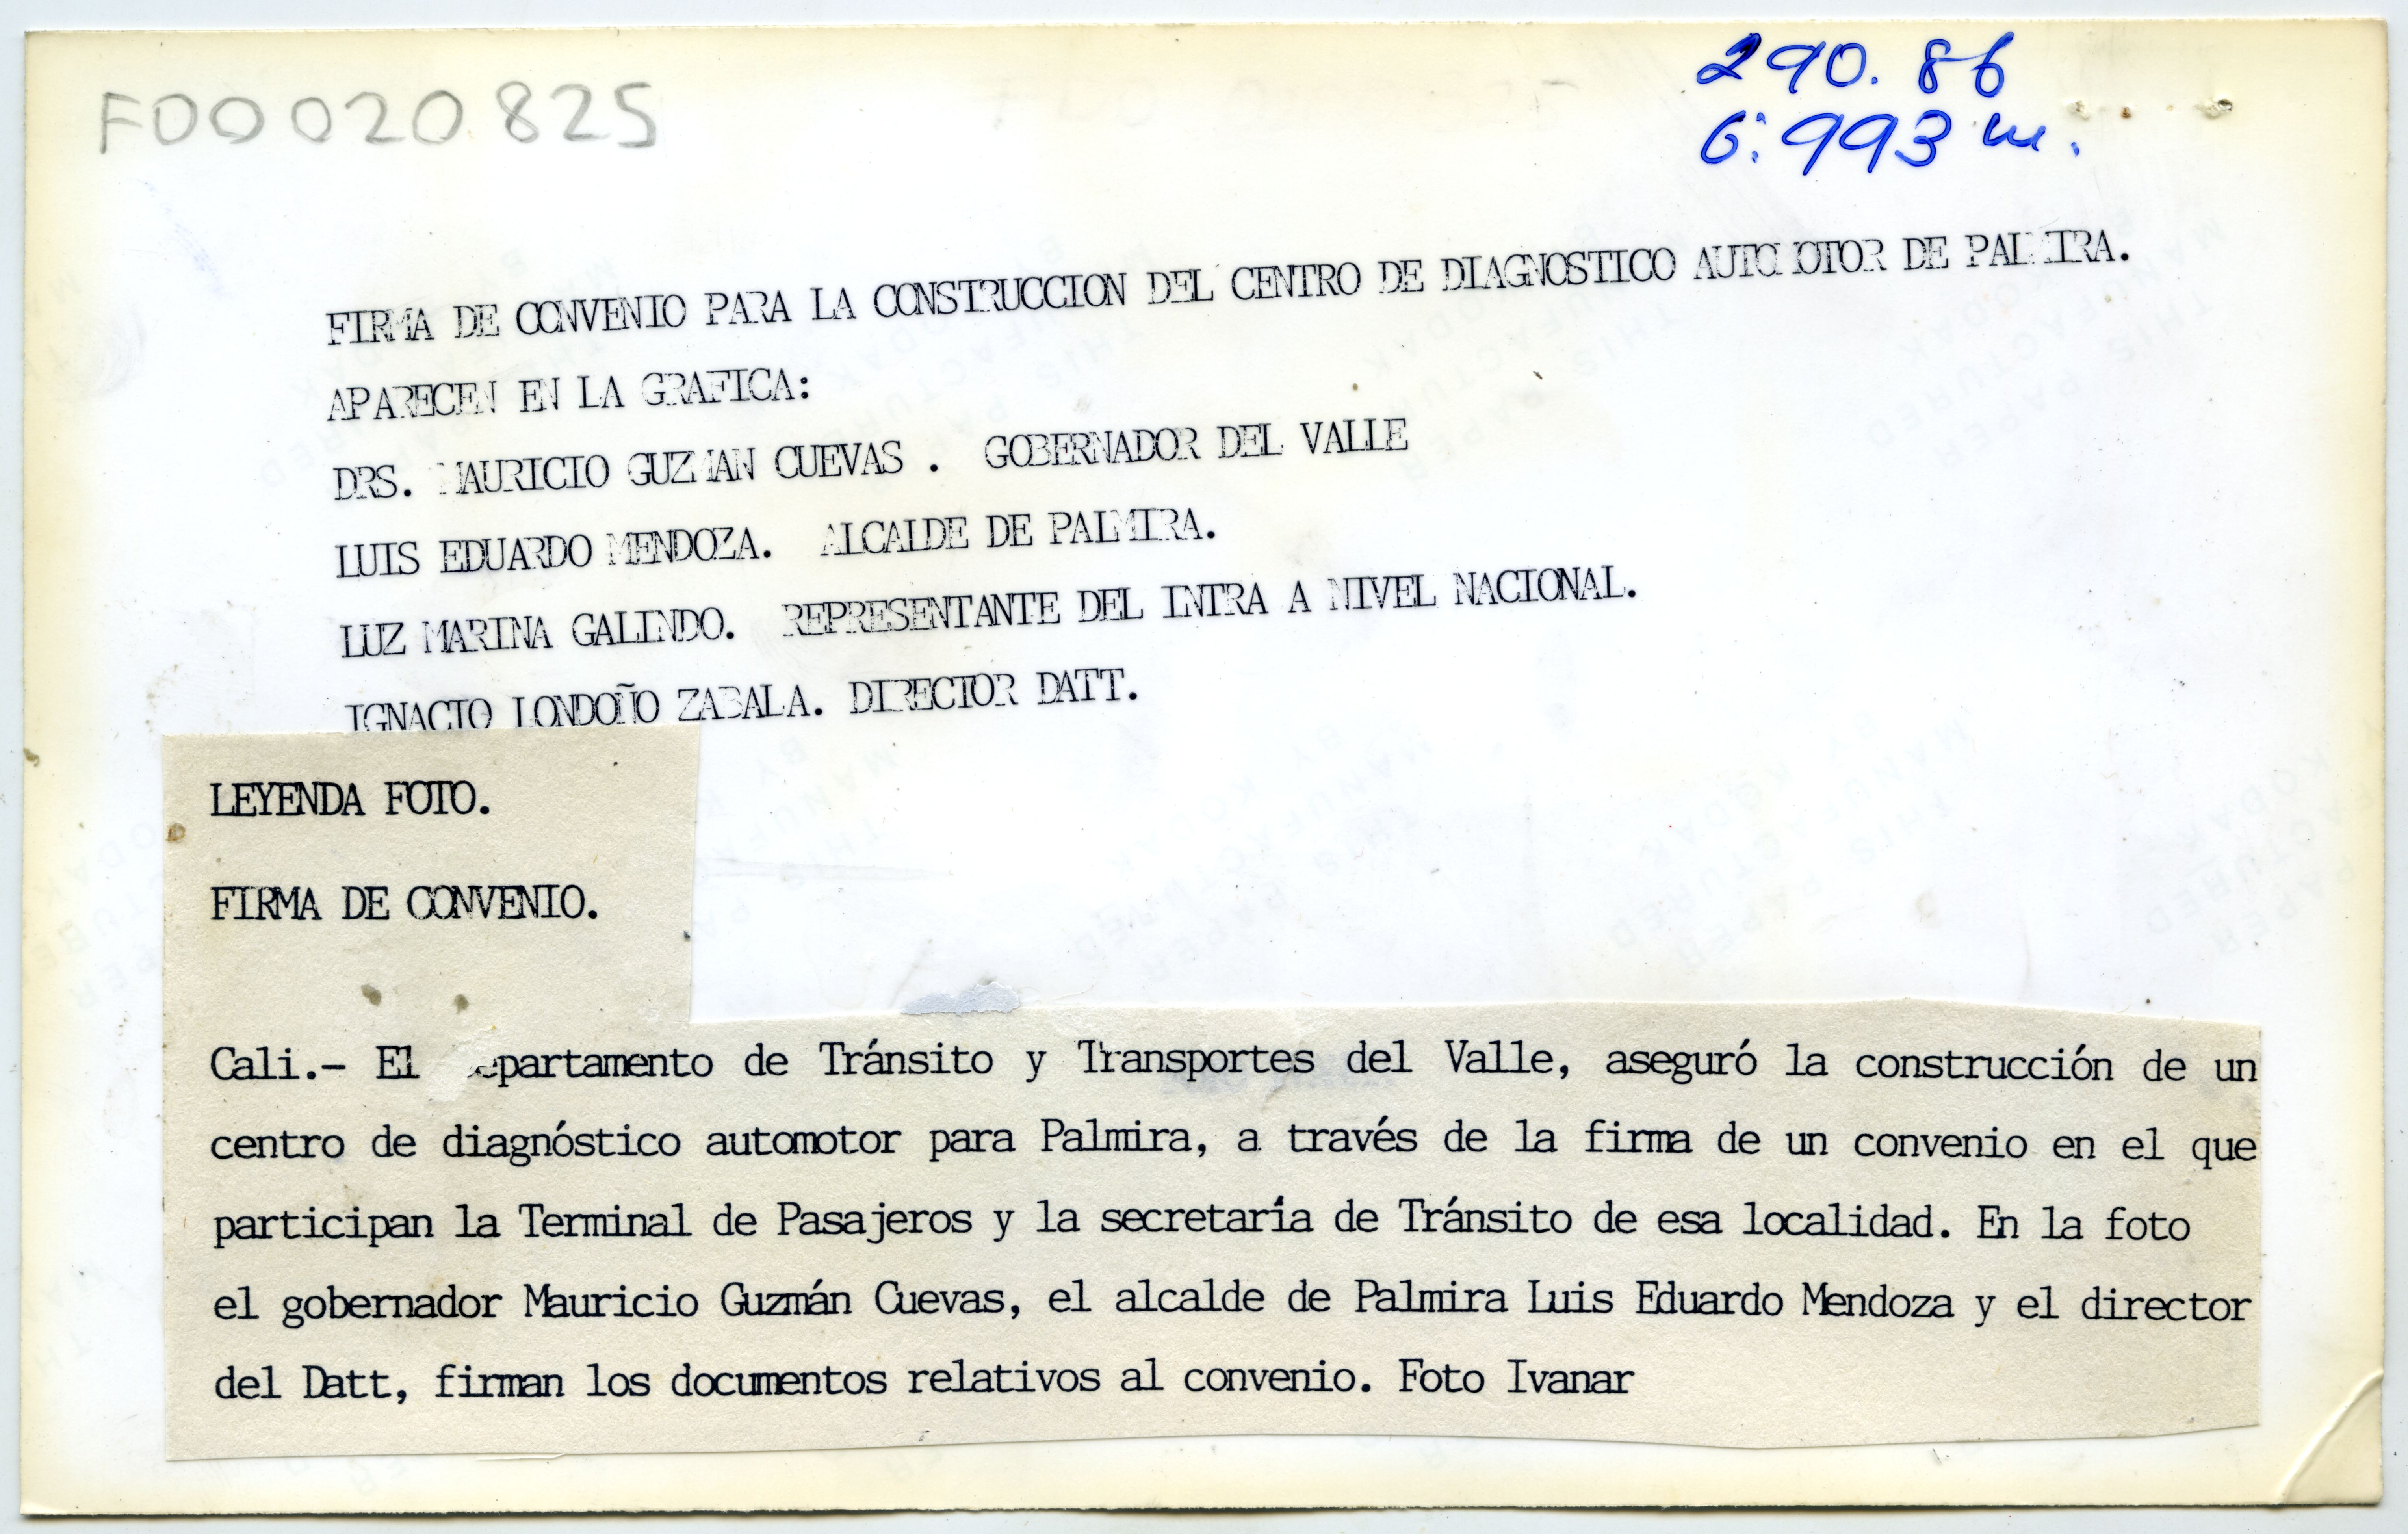 F00020825
290.86
6:993 m.
FIRMA DE CONVENIO PARA LA CONSTRUCCION DEL CENTRO DE DIAGNOSTICO AUTOMOTOR DE PALMIRA.
APARECEN EN LA GRAFICA:
DRS. MAURICIO GUZMAN CUEVAS . GOBERNADOR DEL VALLE
LUIS EDUARDO MENDOZA. ALCALDE DE PALMIRA.
LUZ MARINA GALINDO. REPRESENTANTE DEL INTRA A NIVEL NACIONAL.
IGNACIO LONDOÑO ZABALA. DIRECTOR DATT.
LEYENDA FOTO.
FIRMA DE CONVENIO.
Cali.- El epartamento de Tránsito y Transportes del Valle, aseguró la construcción de un
centro de diagnóstico automotor para Palmira, a través de la firma de un convenio en el que
participan la Terminal de Pasajeros y la secretaría de Tránsito de esa localidad. En la foto
el gobernador Mauricio Guzmán Cuevas, el alcalde de Palmira Luis Eduardo Mendoza y el director
del Datt, firman los documentos relativos al convenio. Foto Ivanar